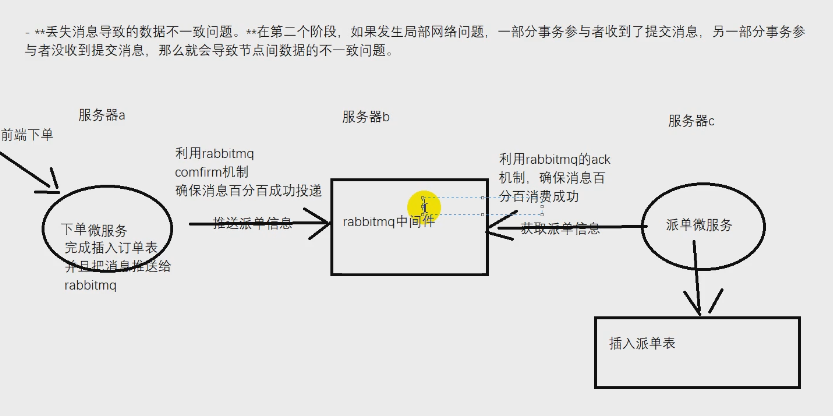 - **丢失消息导致的数据不一致问题。**在第二个阶段，如果发生局部网络问题，一部分事务参与者收到了提交消息，另一部分事务参
与者没收到提交消息，那么就会导致节点间数据的不一致问题。
服务器a
服务器b
服务器c
前端下单
利用rabbitmq
comfirm机制
确保消息百分百成功投递
利用rabbitmq的ack
机制，确保消息百
分百消费成功
推送派单信息
rabbitmq中间件
获取派单信息
派单微服务
下单微服务
完成插入订单表，
并且把消息推送给
rabbitmq
插入派单表